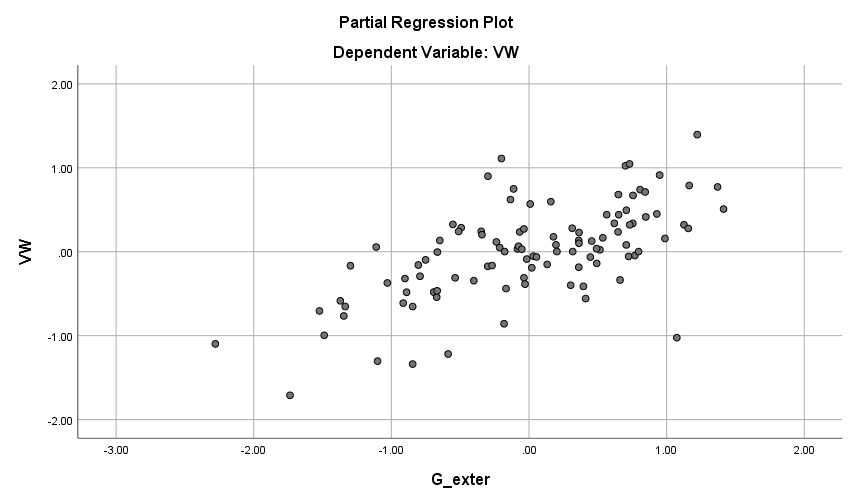 Partial Regression Plot
Dependent Variable: VW
2.00
1.00
.00
-1.00
-2.00
VW
-3.00 -2.00 -1.00 .00 1.00 2.00
G_exter